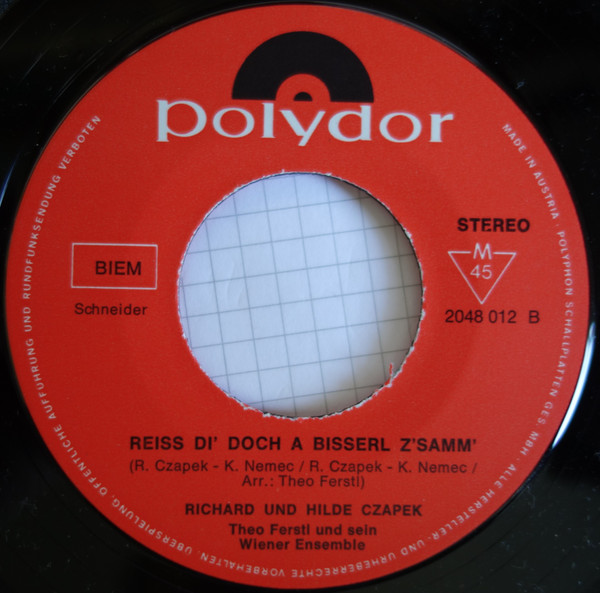 polydor
STEREO
BIEM
M
45
Schneider
2048 012 B
REISS DI' DOCH A BISSERL Z'SAMM'
(R. Czapek - K. Nemec / R. Czapek - K. Nemec /
Arr.: Theo Ferstl)
RICHARD UND HILDE CZAPEK
Theo Ferstl und sein
Wiener Ensemble
MADE IN AUSTRIA · POLYPHON SCHALLPLATTEN GES. MBH · ALLE HERSTELLER- UND URHEBERRECHTE VORBEHALTEN. ÜBERSPIELUNG, ÖFFENTLICHE AUFFÜHRUNG UND RUNDFUNKSENDUNG VERBOTEN